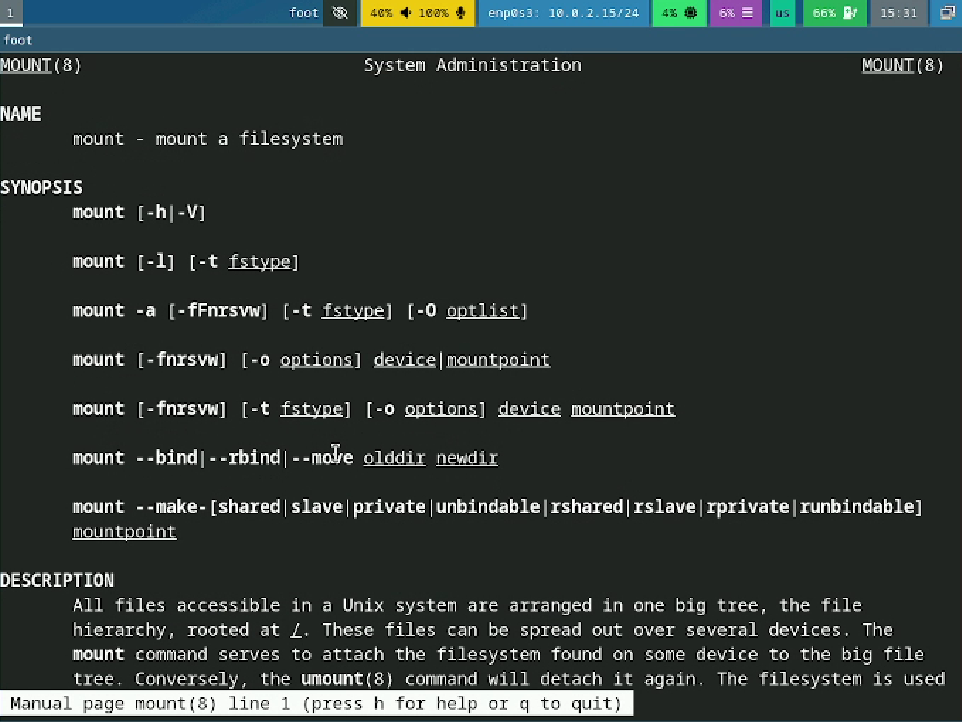 1 foot 40% 100% enp0s3: 10.0.2.15/24 4% 6% us 66% 15:31
foot
MOUNT(8) System Administration MOUNT(8)
NAME
mount - mount a filesystem
SYNOPSIS
mount [-h|-V]
mount [-l] [-t fstype]
mount -a [-fFnrsvw] [-t fstype] [-O optlist]
mount [-fnrsvw] [-o options] device|mountpoint
mount [-fnrsvw] [-t fstype] [-o options] device mountpoint
mount --bind|--rbind|--move olddir newdir
mount --make-[shared|slave|private|unbindable|rshared|rslave|rprivate|runbindable]
mountpoint
DESCRIPTION
All files accessible in a Unix system are arranged in one big tree, the file
hierarchy, rooted at /. These files can be spread out over several devices. The
mount command serves to attach the filesystem found on some device to the big file
tree. Conversely, the umount(8) command will detach it again. The filesystem is used
Manual page mount(8) line 1 (press h for help or q to quit)